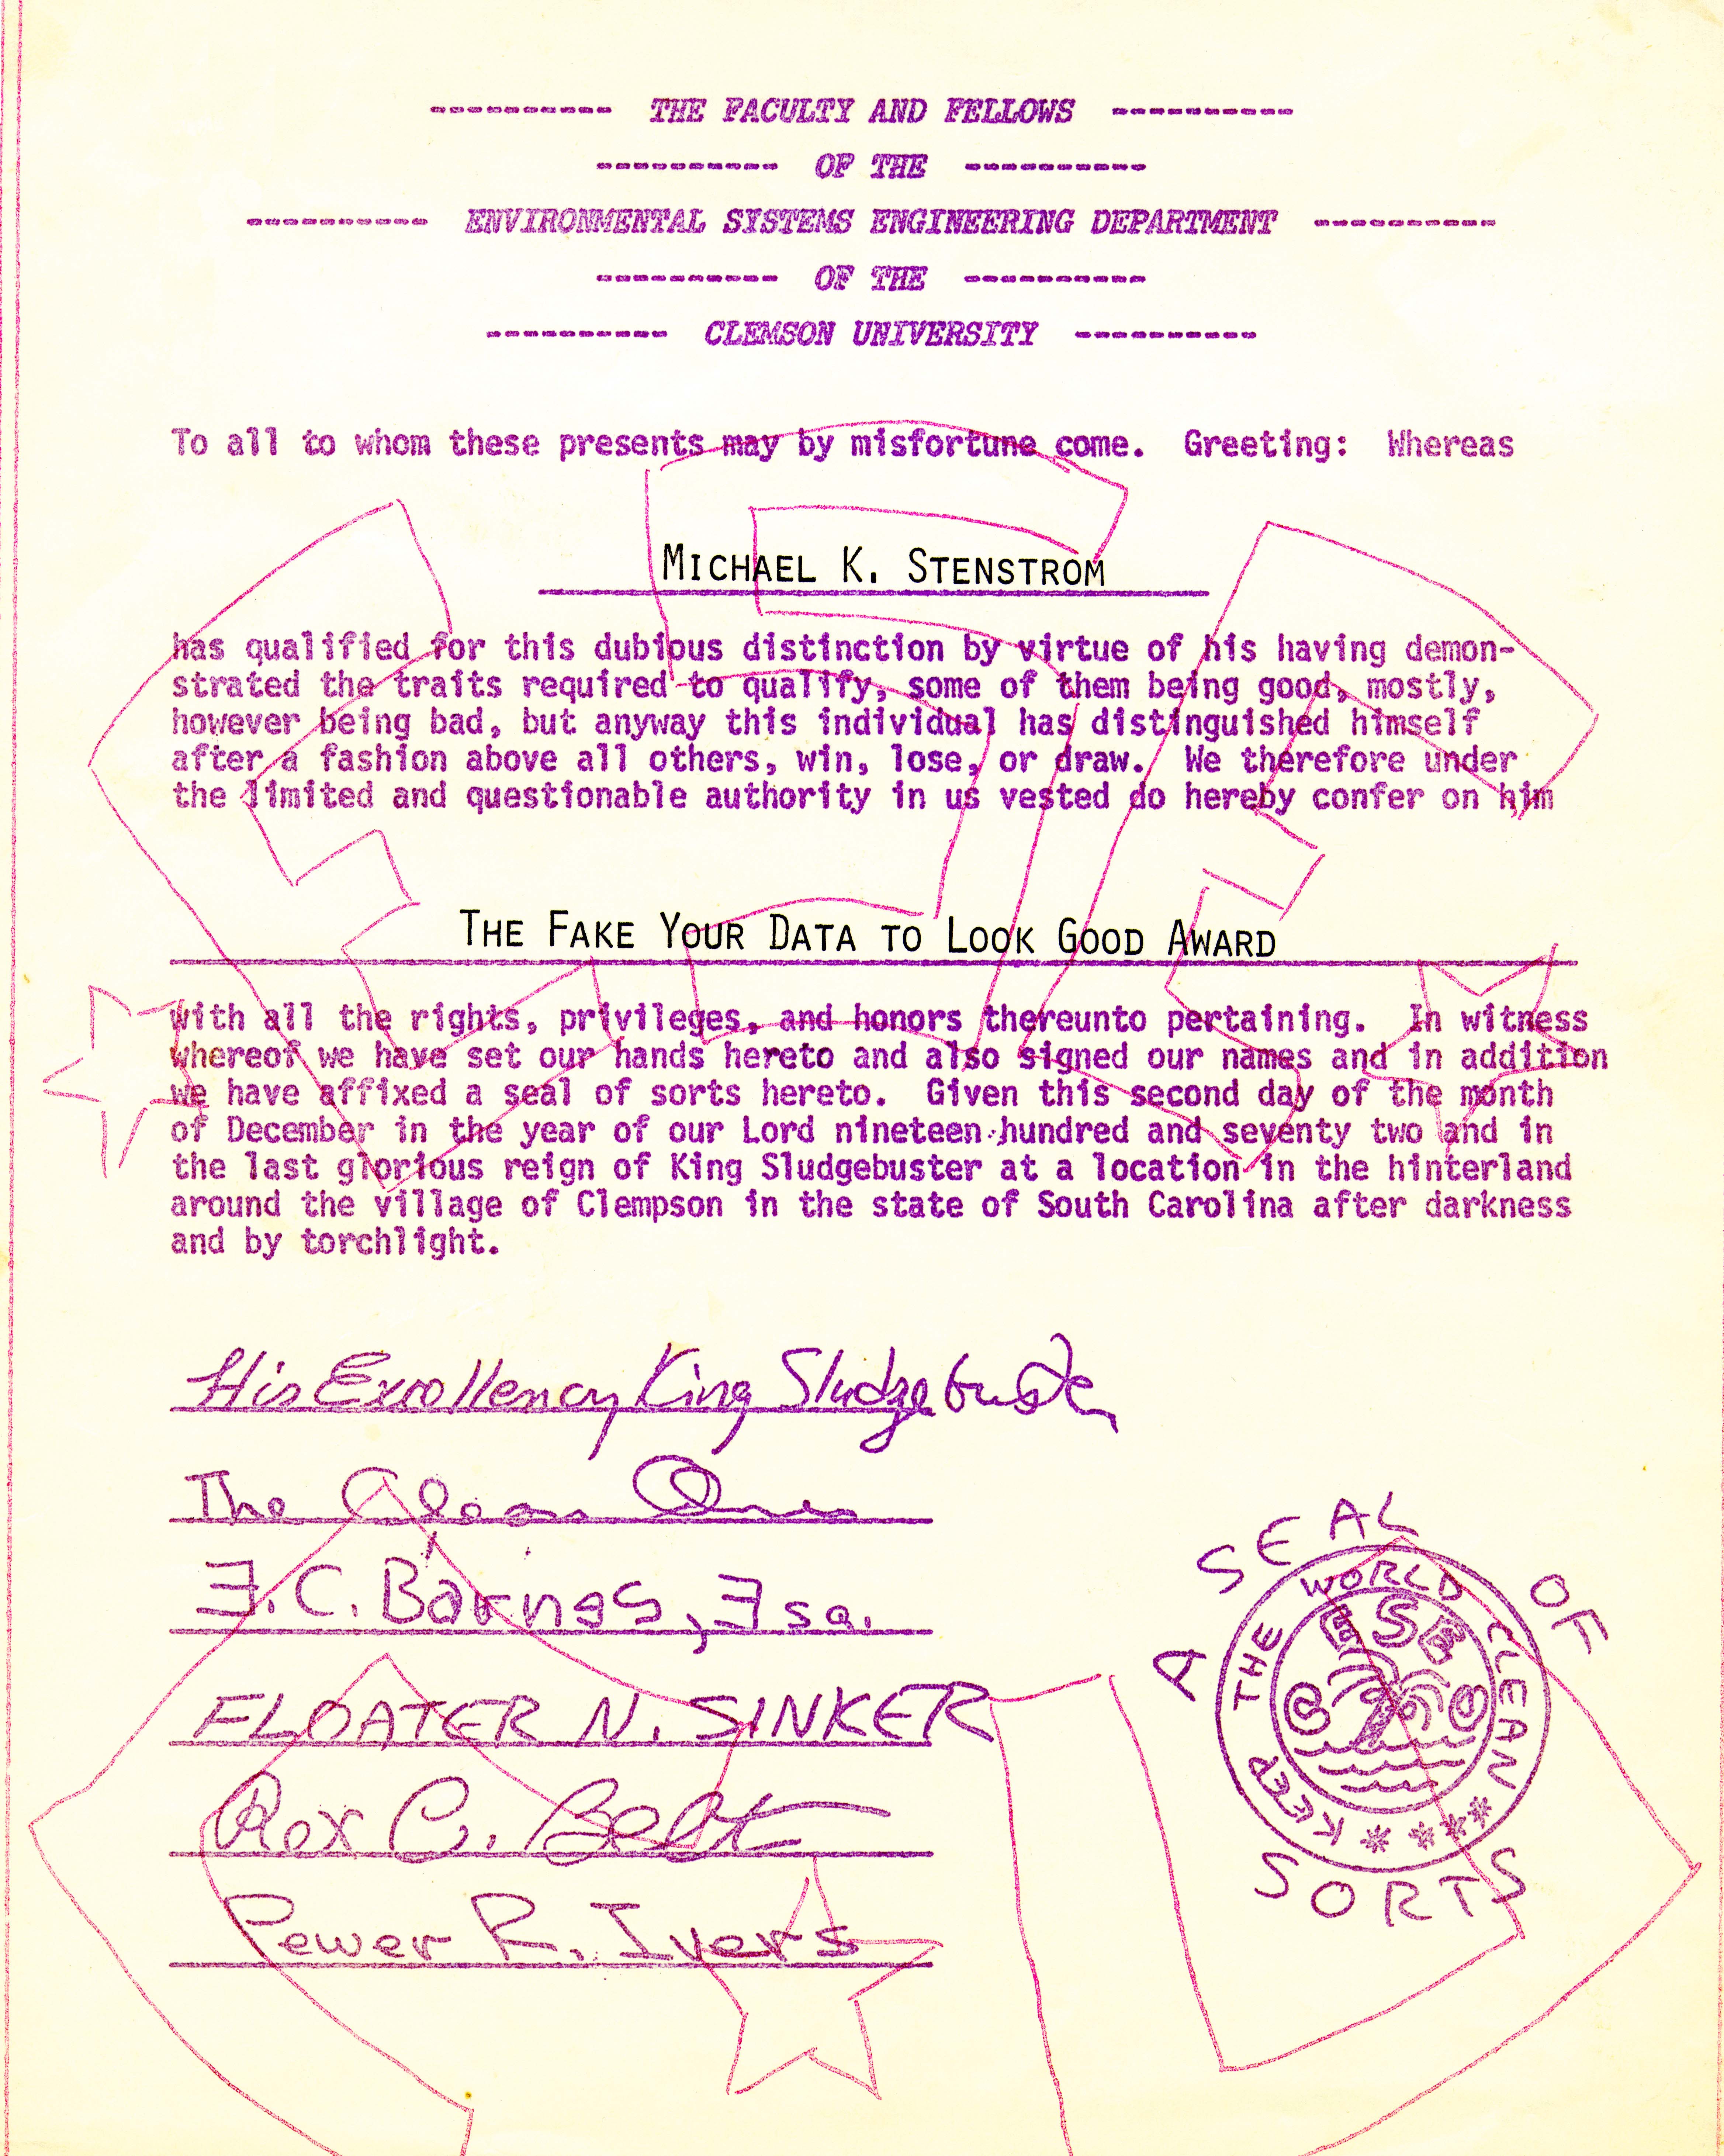 ---------- THE FACULTY AND FELLOWS ----------
---------- OF THE ----------
---------- ENVIRONMENTAL SYSTEMS ENGINEERING DEPARTMENT ----------
---------- OF THE ----------
---------- CLEMSON UNIVERSITY ----------
To all to whom these presents may by misfortune come. Greeting: Whereas
MICHAEL K. STENSTROM
has qualified for this dubious distinction by virtue of his having demon-
strated the traits required to qualify, some of them being good, mostly,
however being bad, but anyway this individual has distinguished himself
after a fashion above all others, win, lose, or draw. We therefore under
the limited and questionable authority in us vested do hereby confer on him
THE FAKE YOUR DATA TO LOOK GOOD AWARD
with all the rights, privileges, and honors thereunto pertaining. In witness
whereof we have set our hands hereto and also signed our names and in addition
we have affixed a seal of sorts hereto. Given this second day of the month
of December in the year of our Lord nineteen hundred and seventy two and in
the last glorious reign of King Sludgebuster at a location in the hinterland
around the village of Clempson in the state of South Carolina after darkness
and by torchlight.
His Excellency King Sludgebuster
The Clean One
E.C. Barnes, Esq.
FLOATER N. SINKER
Rex C. Belt
Pewer R. Ivers
A SEAL OF SORTS
KEEP THE WORLD CLEAN ****
ESE